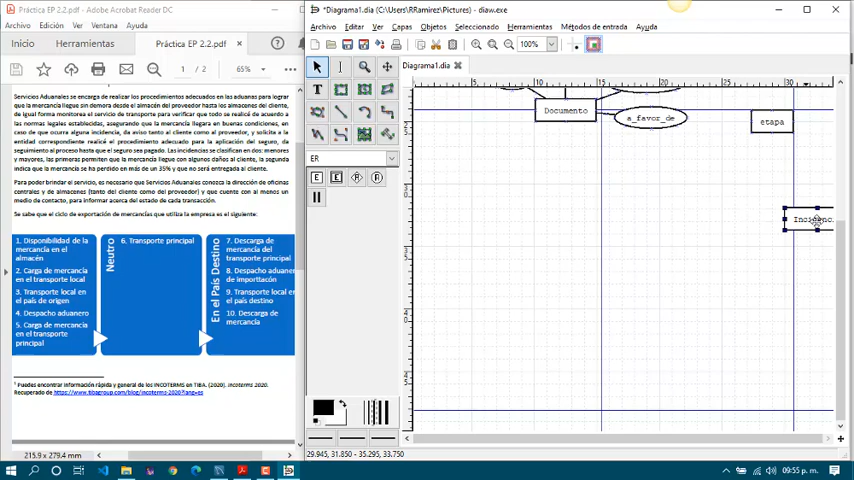 Práctica EP 2.2.pdf - Adobe Acrobat Reader DC
Archivo Edición Ver Ventana Ayuda
Inicio Herramientas Práctica EP 2.2.pdf ×
1 / 2 65%
Servicios Aduanales se encarga de realizar los procedimientos adecuados en las aduanas para lograr
que la mercancía llegue sin demora desde el almacén del proveedor hasta los almacenes del cliente,
de igual forma monitorea el servicio de transporte para verificar que todo se realizó de acuerdo a
las normas legales establecidas, asegurando que la mercancía llegara en buenas condiciones, en
caso de que ocurra alguna incidencia, da aviso tanto al cliente como al proveedor, y solicita a la
entidad correspondiente realicé el procedimiento adecuado para la aplicación del seguro, da
seguimiento al proceso hasta que el seguro sea pagado. Las incidencias se clasifican en dos: menores
y mayores, las primeras permiten que la mercancía llegue con algunos daños al cliente, la segunda
indica que la mercancía se ha perdido en más de un 35% y que no será entregada al cliente.
Para poder brindar el servicio, es necesario que Servicios Aduanales conozca la dirección de oficinas
centrales y de almacenes (tanto del cliente como del proveedor) y que cuente con al menos un
medio de contacto, para informar acerca del estado de cada transacción.
Se sabe que el ciclo de exportación de mercancías que utiliza la empresa es el siguiente:
1. Disponibilidad de la
mercancía en el
almacén
2. Carga de mercancía
en el transporte local
3. Transporte local en
el país de origen
4. Despacho aduanero
5. Carga de mercancía
en el transporte
principal
Neutro
6. Transporte principal
En el País Destino
7. Descarga de
mercancía del
transporte principal
8. Despacho aduaner
de importtación
9. Transporte local en
el país destino
10. Descarga de
mercancía
1 Puedes encontrar información rápida y general de los INCOTERMS en TIBA. (2020). Incoterms 2020.
Recuperado de https://www.tibagroup.com/blog/incoterms-2020?lang=es
215.9 x 279.4 mm
*Diagrama1.dia (C:\Users\RRamirez\Pictures) - diaw.exe
Archivo Editar Ver Capas Objetos Seleccionado Herramientas Métodos de entrada Ayuda
100%
Diagrama1.dia
T
ER
E E R A
5 10 15 20 25 30
Documento
a_favor_de
etapa
Incidenc
29.945, 31.850 - 35.295, 33.750
09:55 p. m.